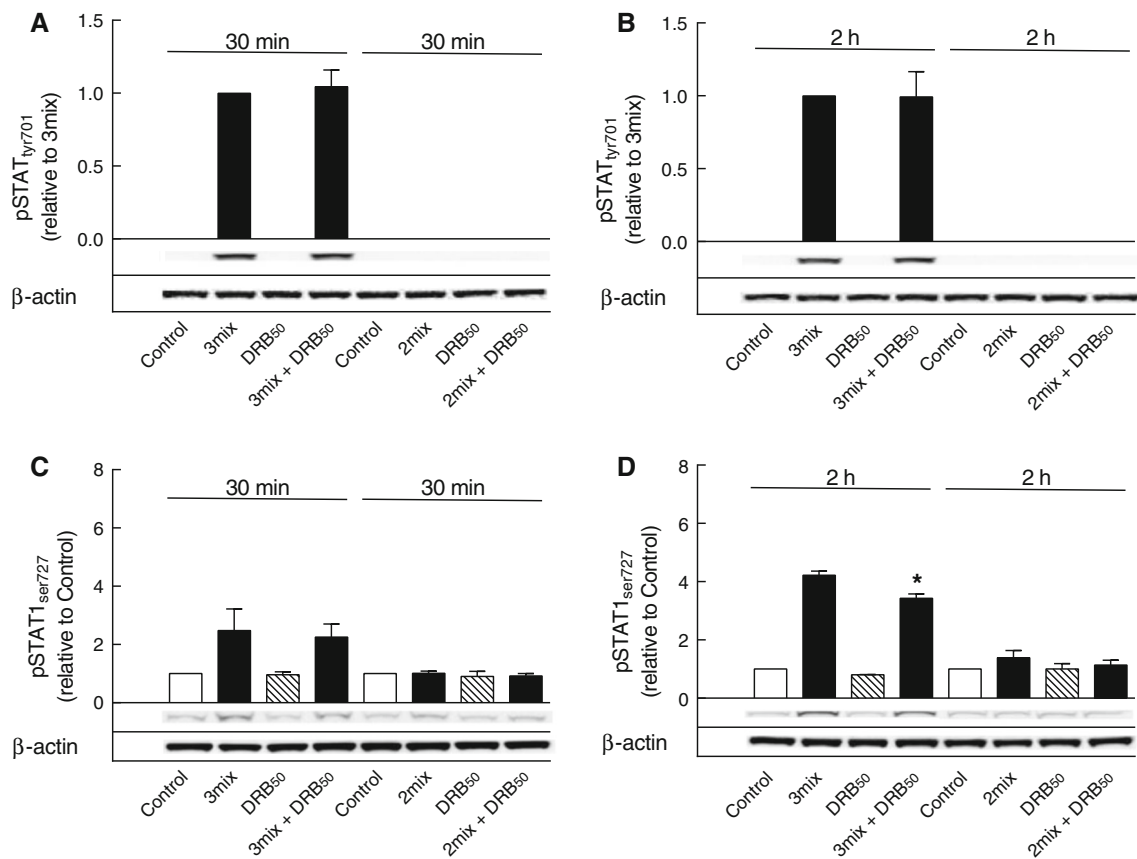 A
1.5
1.0
0.5
0.0
pSTATtyr701
(relative to 3mix)
30 min 30 min
β-actin
Control 3mix DRB50 3mix + DRB50 Control 2mix DRB50 2mix + DRB50
B
1.5
1.0
0.5
0.0
pSTATtyr701
(relative to 3mix)
2 h 2 h
β-actin
Control 3mix DRB50 3mix + DRB50 Control 2mix DRB50 2mix + DRB50
C
8
6
4
2
0
pSTAT1ser727
(relative to Control)
30 min 30 min
β-actin
Control 3mix DRB50 3mix + DRB50 Control 2mix DRB50 2mix + DRB50
D
8
6
4
2
0
pSTAT1ser727
(relative to Control)
2 h 2 h
*
β-actin
Control 3mix DRB50 3mix + DRB50 Control 2mix DRB50 2mix + DRB50